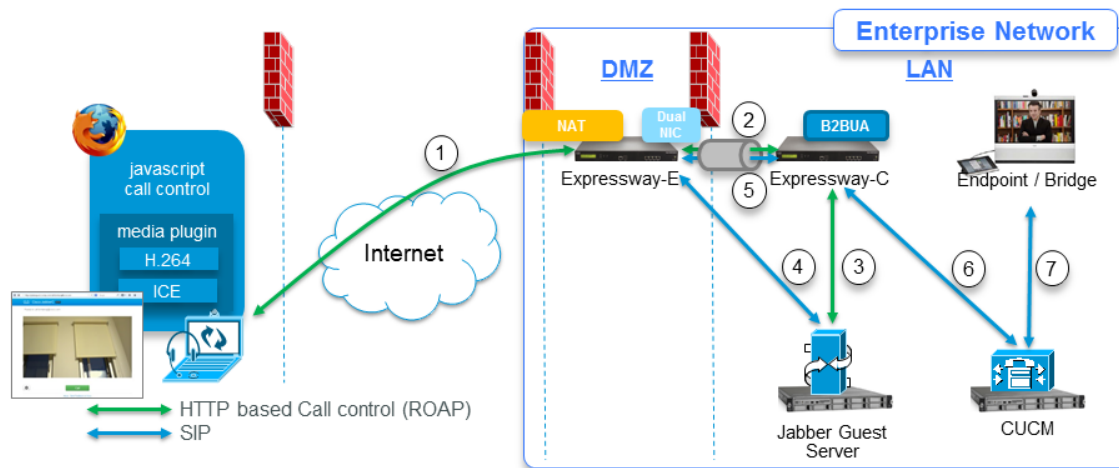 Enterprise Network
DMZ
LAN
NAT
Dual
NIC
2
B2BUA
1
javascript
call control
Expressway-E
5
Expressway-C
Endpoint / Bridge
media plugin
H.264
ICE
Internet
4
3
6
7
HTTP based Call control (ROAP)
SIP
Jabber Guest
Server
CUCM